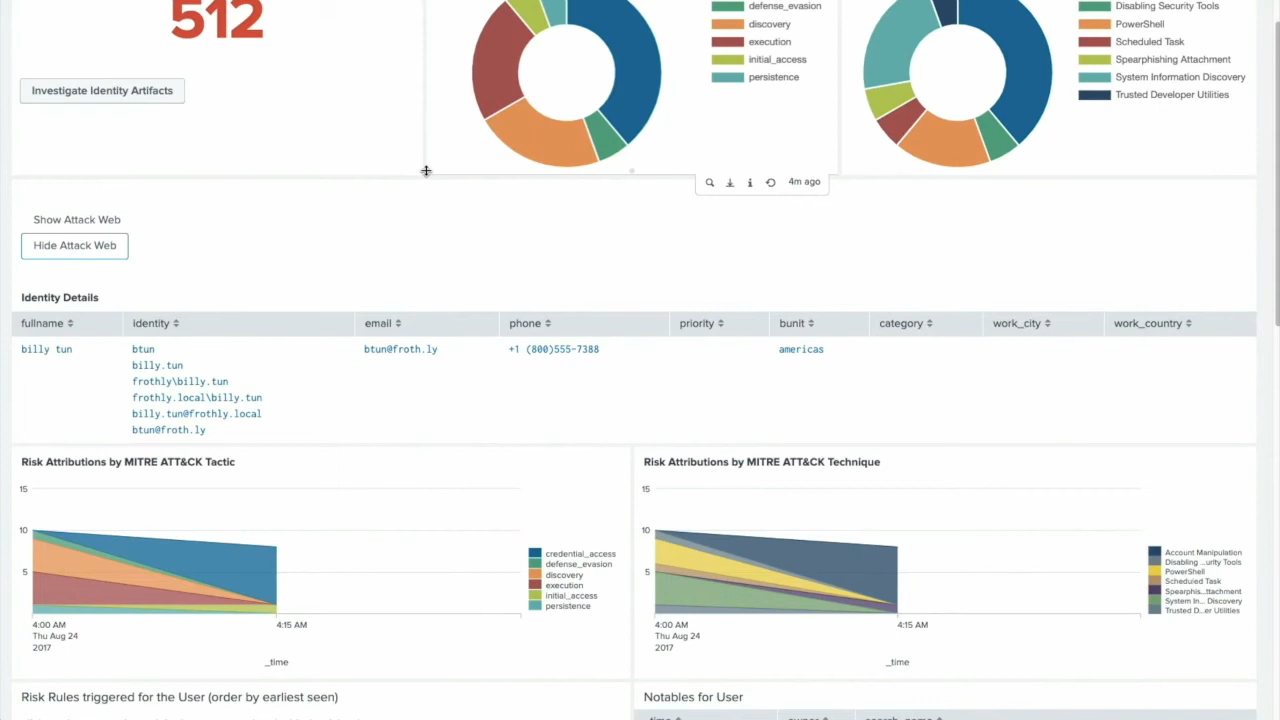 512
Investigate Identity Artifacts
defense_evasion
discovery
execution
initial_access
persistence
Disabling Security Tools
PowerShell
Scheduled Task
Spearphishing Attachment
System Information Discovery
Trusted Developer Utilities
4m ago
Show Attack Web
Hide Attack Web
Identity Details
fullname identity email phone priority bunit category work_city work_country
billy tun btun btun@froth.ly +1 (800)555-7388 americas
billy.tun
frothly\billy.tun
frothly.local\billy.tun
billy.tun@frothly.local
btun@froth.ly
Risk Attributions by MITRE ATT&CK Tactic
15
10
5
4:00 AM
Thu Aug 24
2017
4:15 AM
_time
credential_access
defense_evasion
discovery
execution
initial_access
persistence
Risk Attributions by MITRE ATT&CK Technique
15
10
5
4:00 AM
Thu Aug 24
2017
4:15 AM
_time
Account Manipulation
Disabling ...urity Tools
PowerShell
Scheduled Task
Spearphis...ttachment
System In... Discovery
Trusted D...er Utilities
Risk Rules triggered for the User (order by earliest seen)
Notables for User